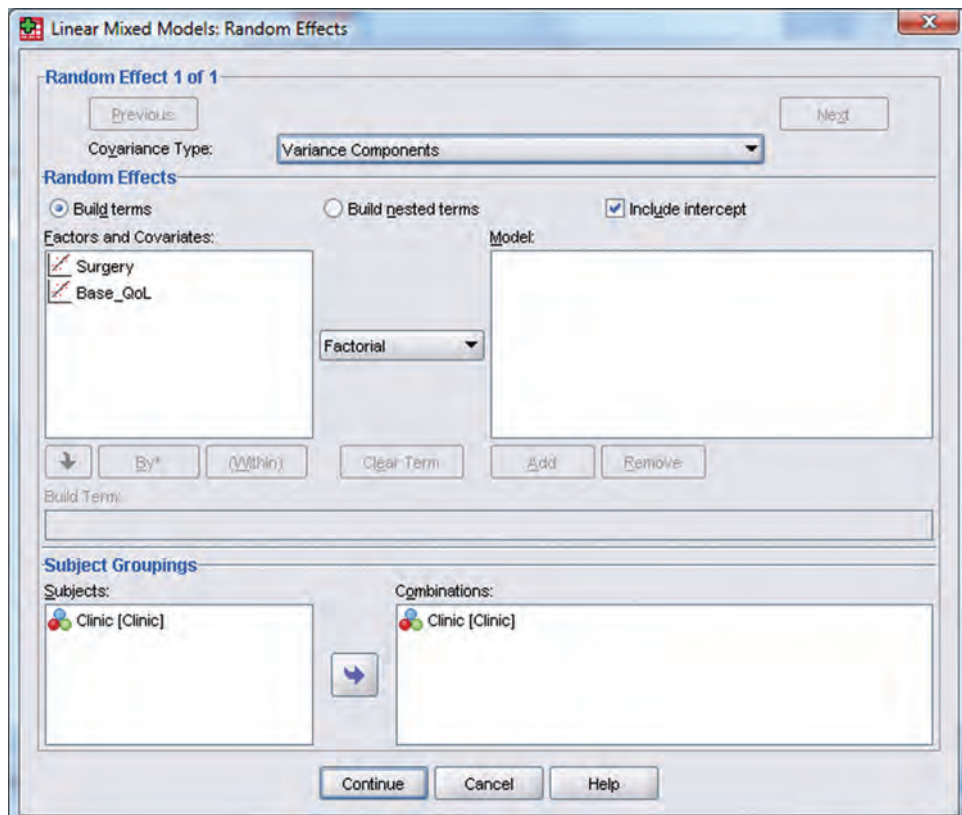 Linear Mixed Models: Random Effects
Random Effect 1 of 1
Previous
Next
Covariance Type:
Variance Components
Random Effects
Build terms
Build nested terms
Include intercept
Factors and Covariates:
Model:
Surgery
Base_QoL
Factorial
By*
(Within)
Clear Term
Add
Remove
Build Term:
Subject Groupings
Subjects:
Combinations:
Clinic [Clinic]
Clinic [Clinic]
Continue
Cancel
Help